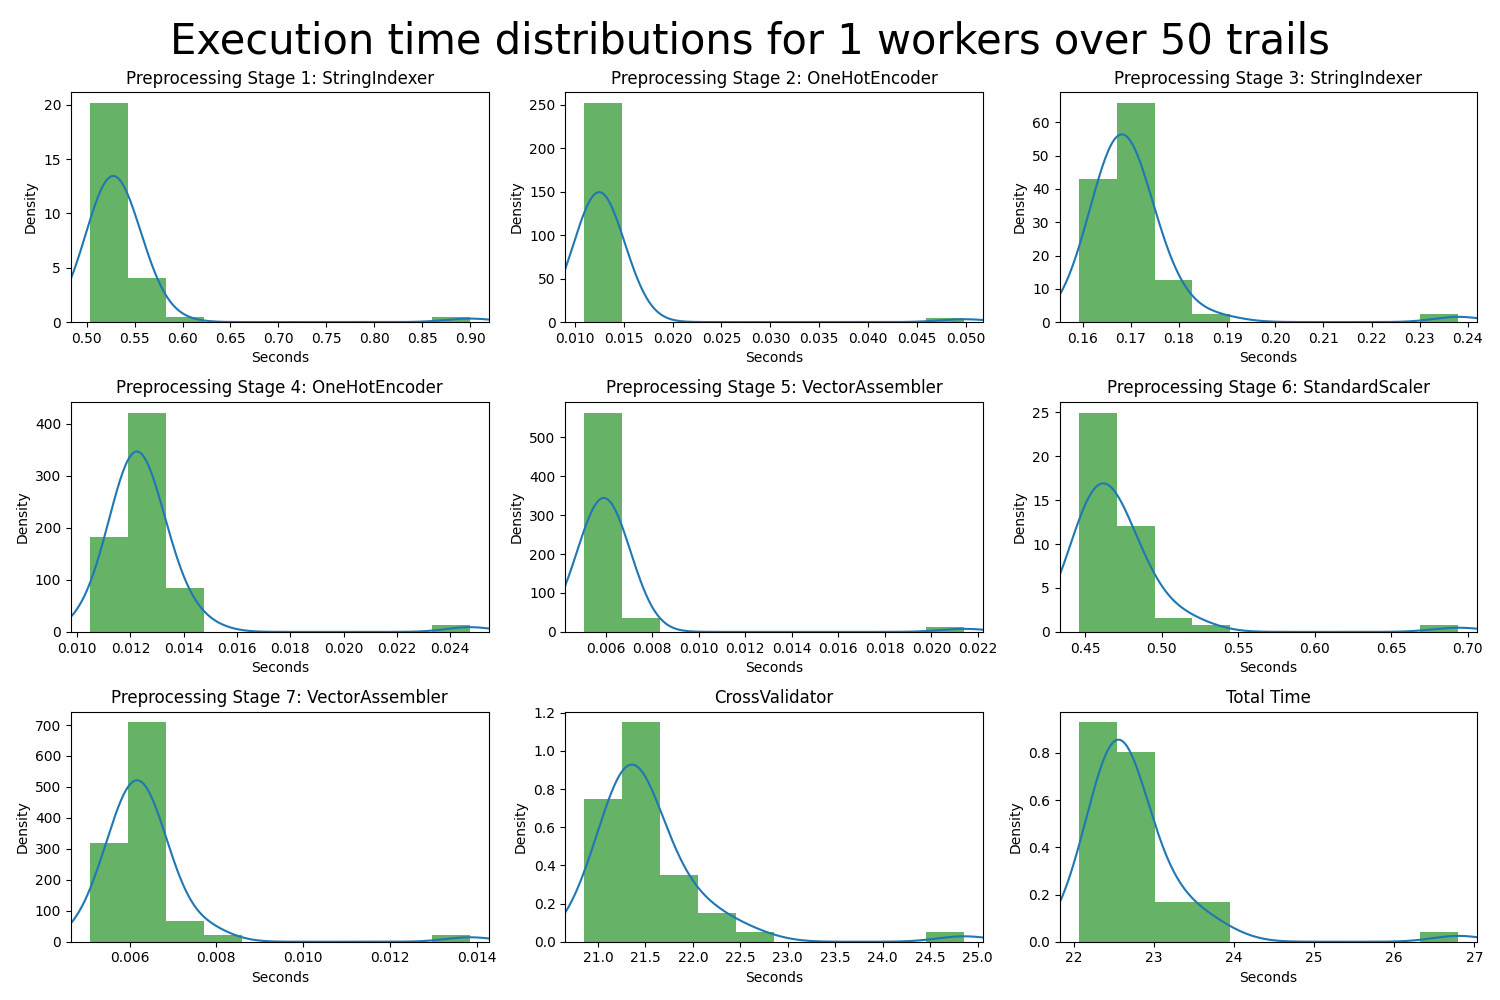 Execution time distributions for 1 workers over 50 trails
Preprocessing Stage 1: StringIndexer
Density
20
15
10
5
0
0.50 0.55 0.60 0.65 0.70 0.75 0.80 0.85 0.90
Seconds
Preprocessing Stage 2: OneHotEncoder
Density
250
200
150
100
50
0
0.010 0.015 0.020 0.025 0.030 0.035 0.040 0.045 0.050
Seconds
Preprocessing Stage 3: StringIndexer
Density
60
50
40
30
20
10
0
0.16 0.17 0.18 0.19 0.20 0.21 0.22 0.23 0.24
Seconds
Preprocessing Stage 4: OneHotEncoder
Density
400
300
200
100
0
0.010 0.012 0.014 0.016 0.018 0.020 0.022 0.024
Seconds
Preprocessing Stage 5: VectorAssembler
Density
500
400
300
200
100
0
0.006 0.008 0.010 0.012 0.014 0.016 0.018 0.020 0.022
Seconds
Preprocessing Stage 6: StandardScaler
Density
25
20
15
10
5
0
0.45 0.50 0.55 0.60 0.65 0.70
Seconds
Preprocessing Stage 7: VectorAssembler
Density
700
600
500
400
300
200
100
0
0.006 0.008 0.010 0.012 0.014
Seconds
CrossValidator
Density
1.2
1.0
0.8
0.6
0.4
0.2
0.0
21.0 21.5 22.0 22.5 23.0 23.5 24.0 24.5 25.0
Seconds
Total Time
Density
0.8
0.6
0.4
0.2
0.0
22 23 24 25 26 27
Seconds